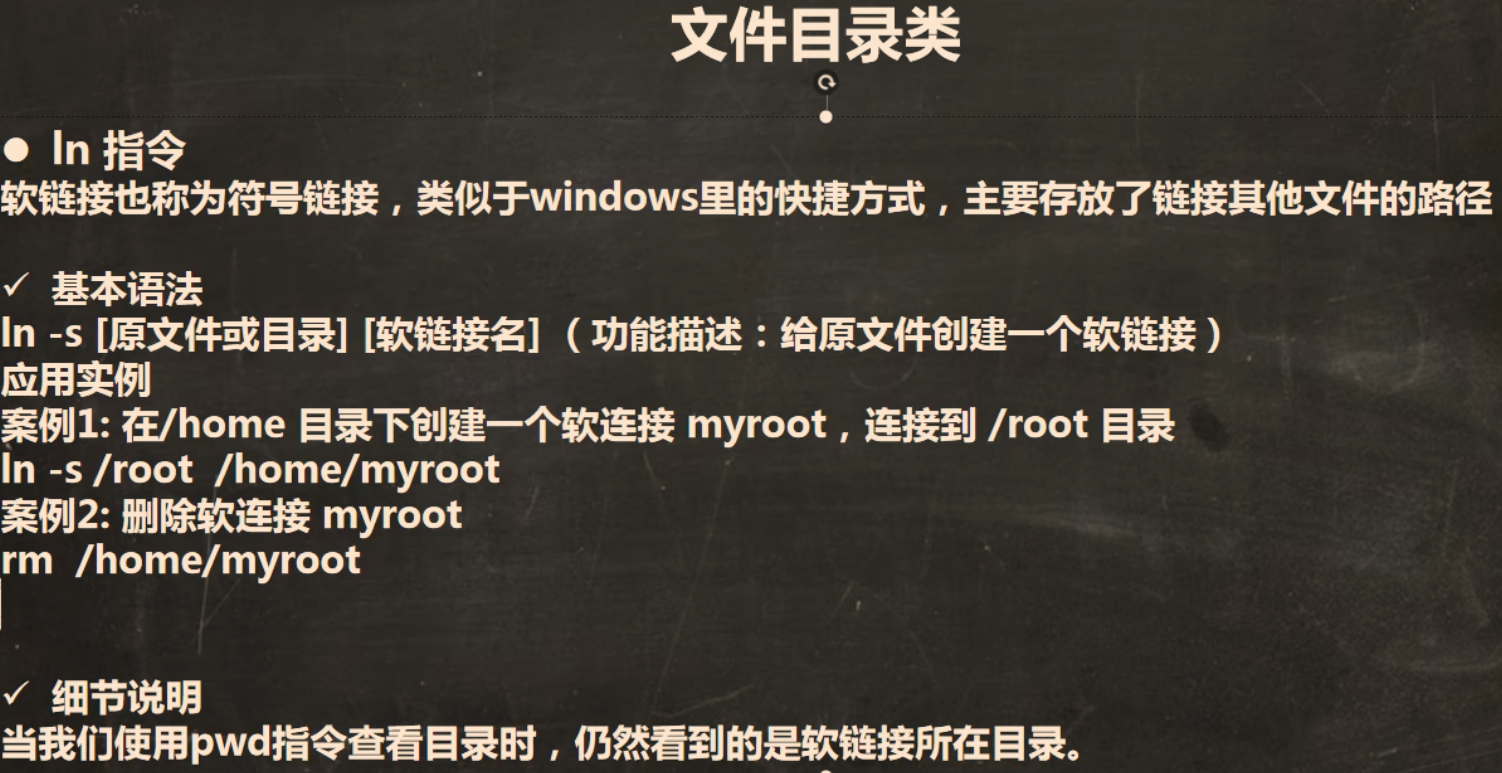 文件目录类
● ln 指令
软链接也称为符号链接，类似于windows里的快捷方式，主要存放了链接其他文件的路径
✓ 基本语法
ln -s [原文件或目录] [软链接名] （功能描述：给原文件创建一个软链接）
应用实例
案例1: 在/home 目录下创建一个软连接 myroot，连接到 /root 目录
ln -s /root  /home/myroot
案例2: 删除软连接 myroot
rm  /home/myroot
✓ 细节说明
当我们使用pwd指令查看目录时，仍然看到的是软链接所在目录。